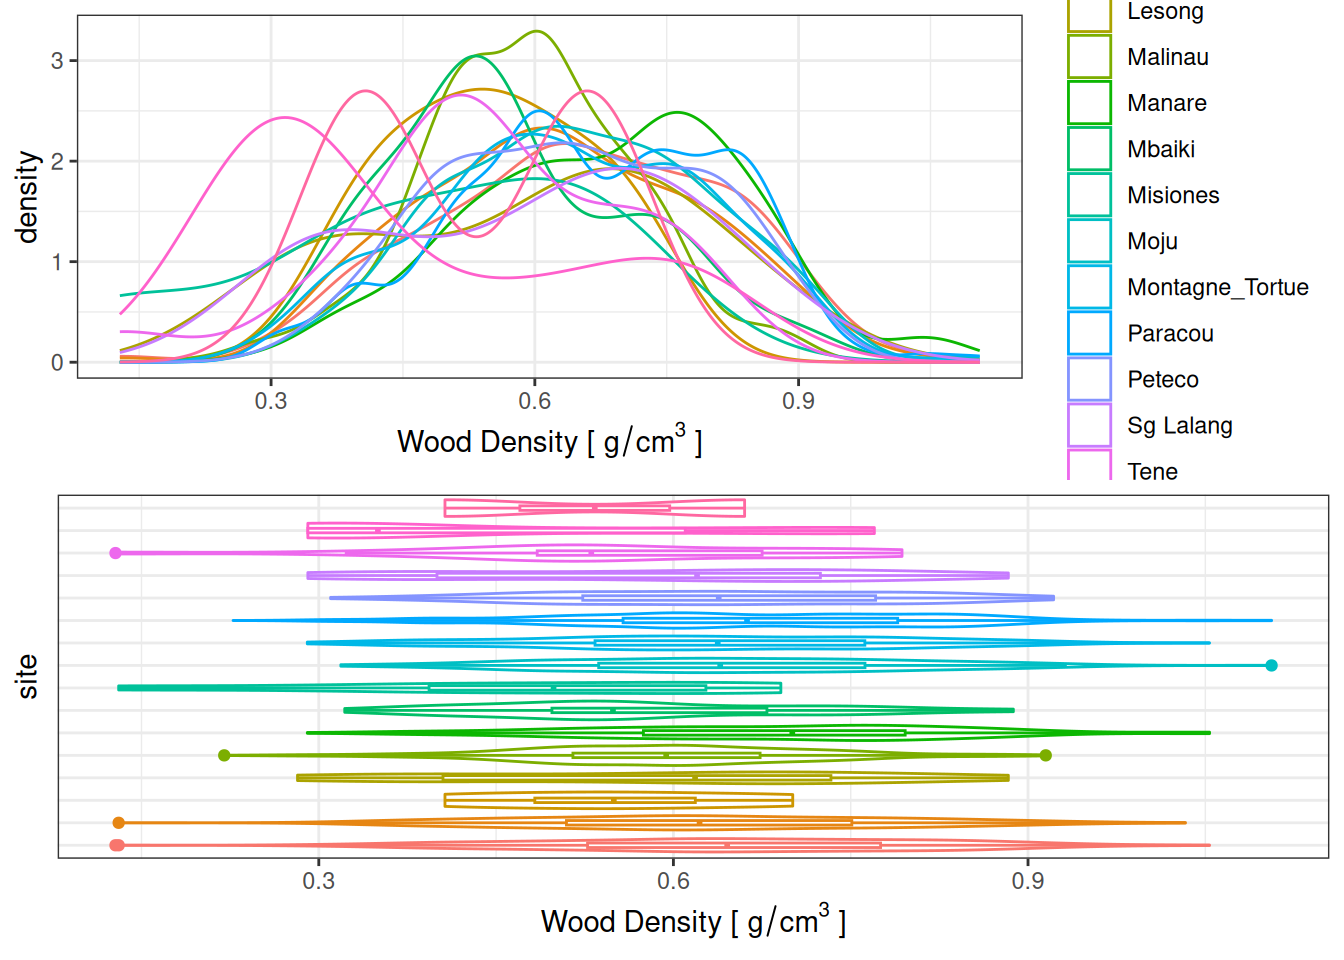 3
2
1
0
density
0.3 0.6 0.9
Wood Density [ g/cm³ ]
Lesong
Malinau
Manare
Mbaiki
Misiones
Moju
Montagne_Tortue
Paracou
Peteco
Sg Lalang
Tene
site
0.3 0.6 0.9
Wood Density [ g/cm³ ]